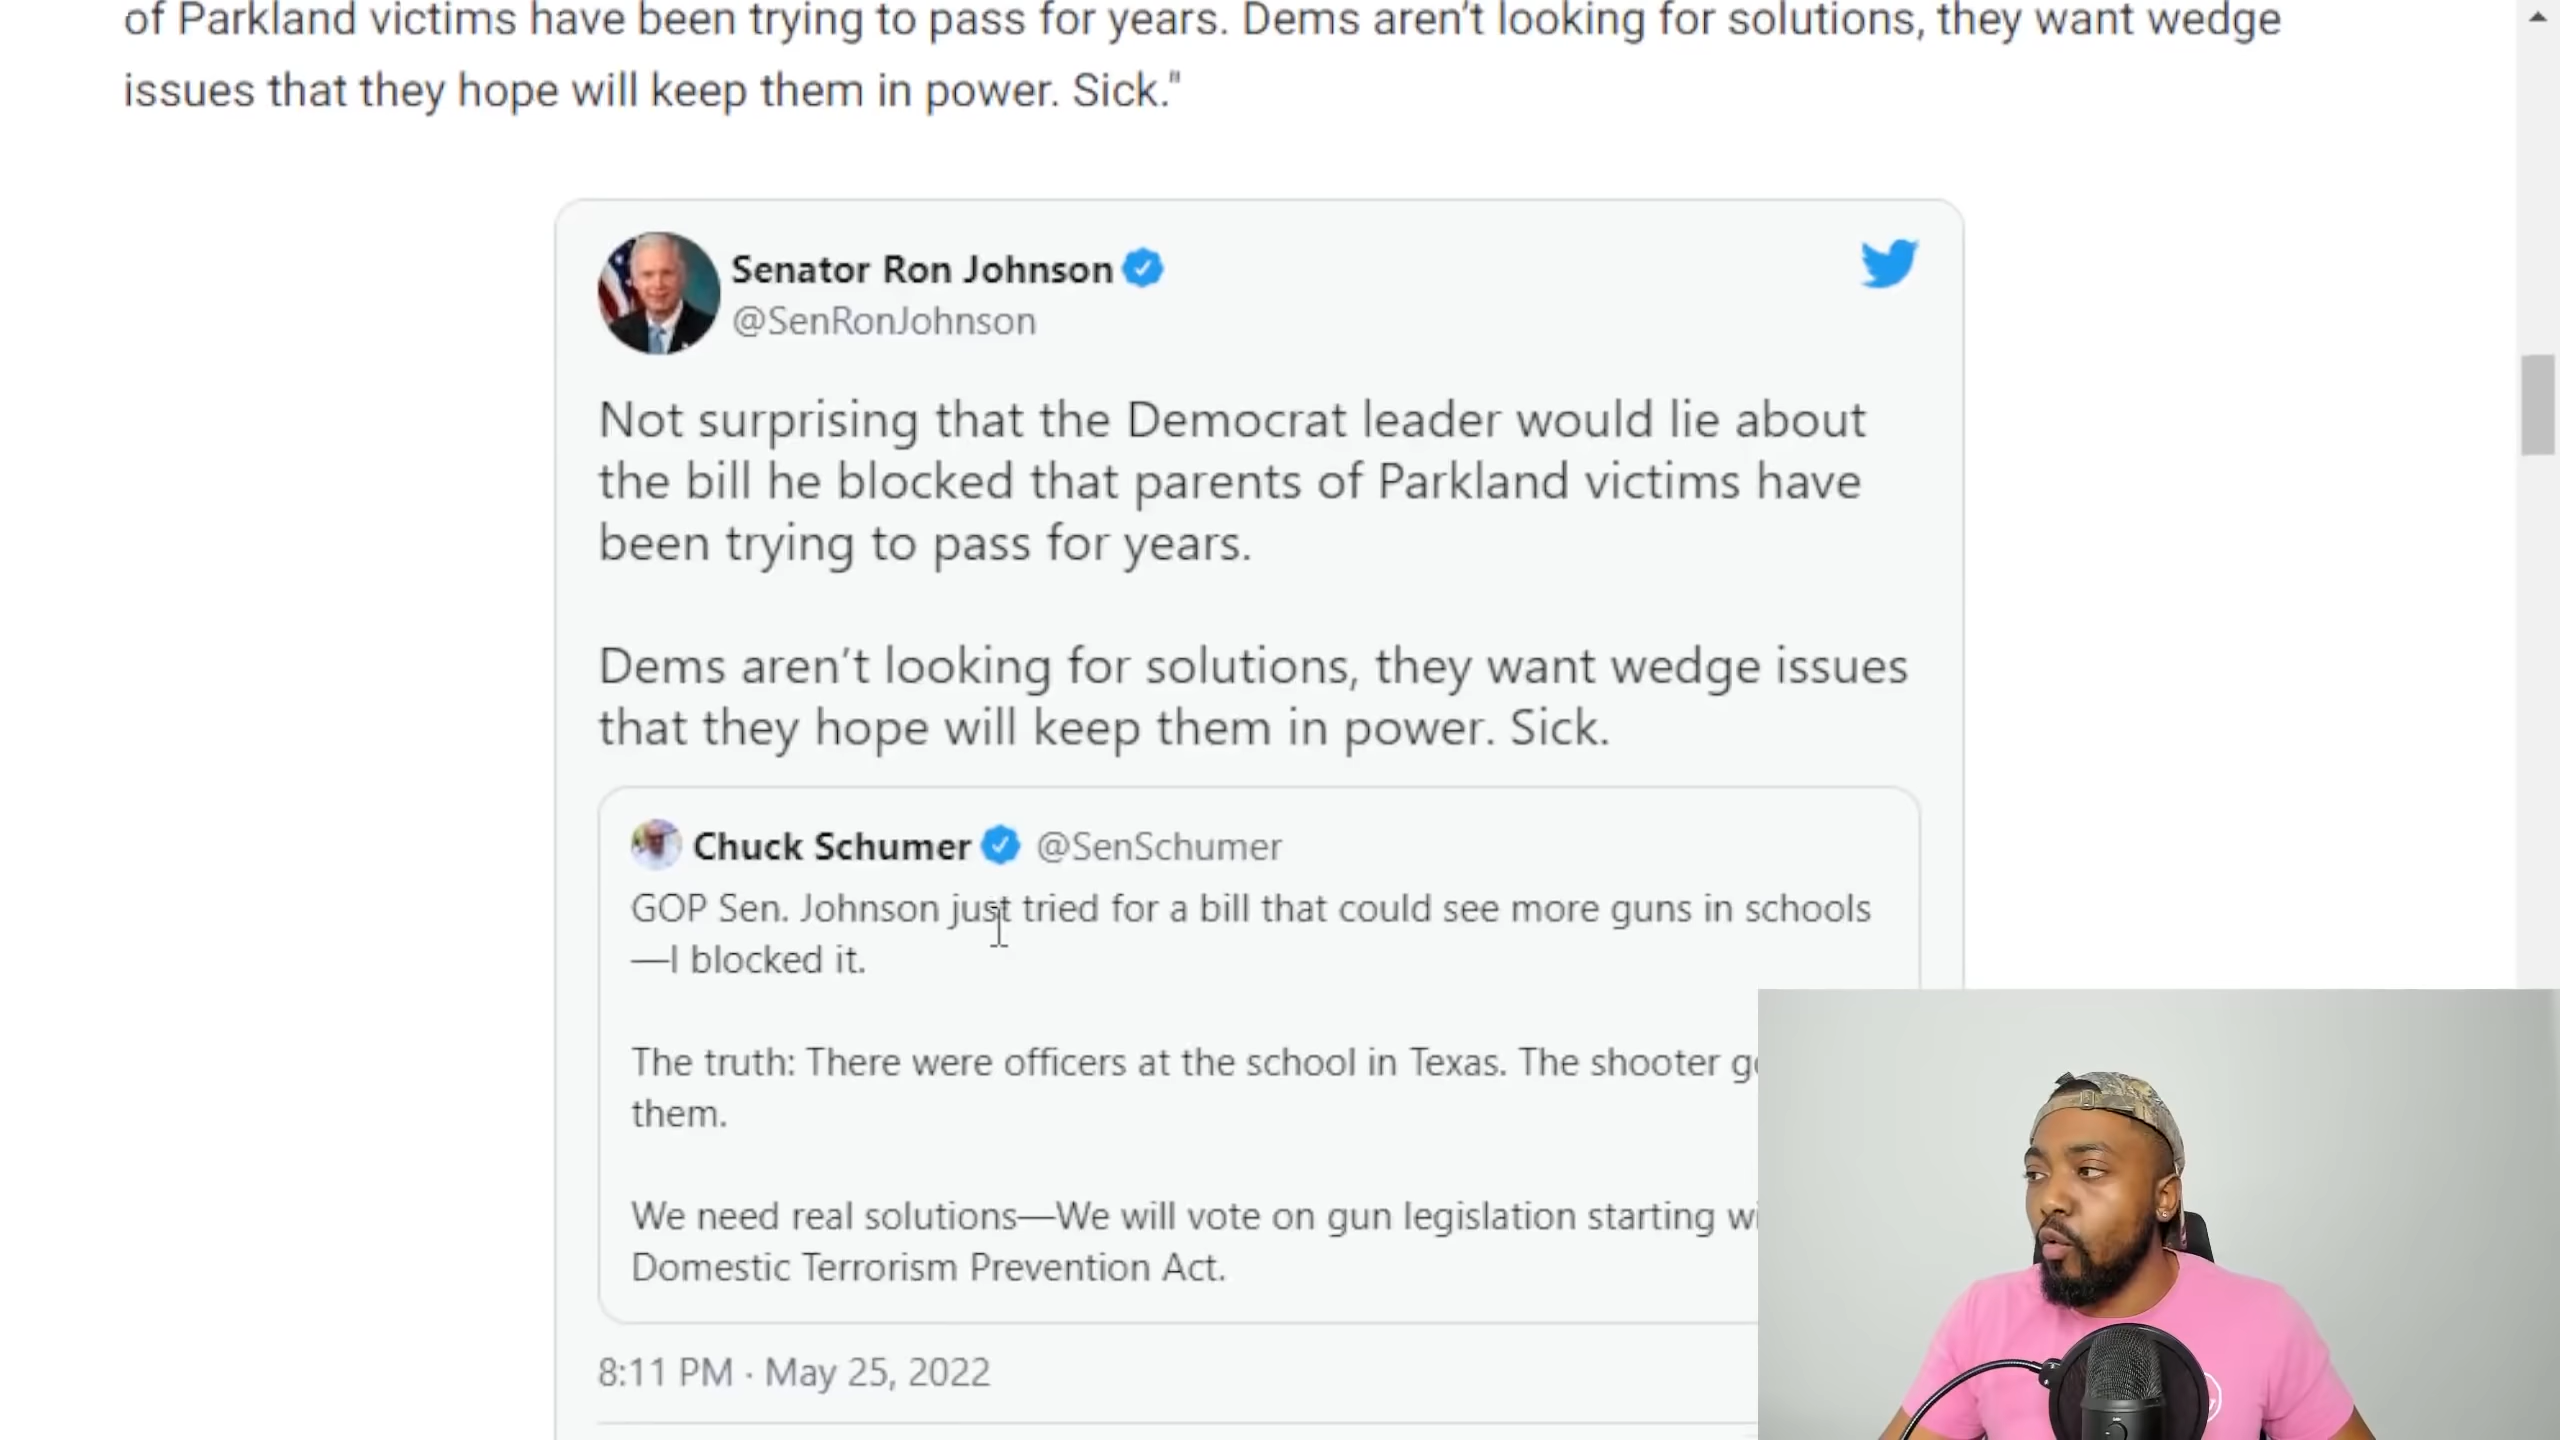 of Parkland victims have been trying to pass for years. Dems aren't looking for solutions, they want wedge
issues that they hope will keep them in power. Sick."
Senator Ron Johnson
@SenRonJohnson
Not surprising that the Democrat leader would lie about
the bill he blocked that parents of Parkland victims have
been trying to pass for years.
Dems aren't looking for solutions, they want wedge issues
that they hope will keep them in power. Sick.
Chuck Schumer @SenSchumer
GOP Sen. Johnson just tried for a bill that could see more guns in schools
—I blocked it.
The truth: There were officers at the school in Texas. The shooter
them.
We need real solutions—We will vote on gun legislation starting
Domestic Terrorism Prevention Act.
8:11 PM · May 25, 2022